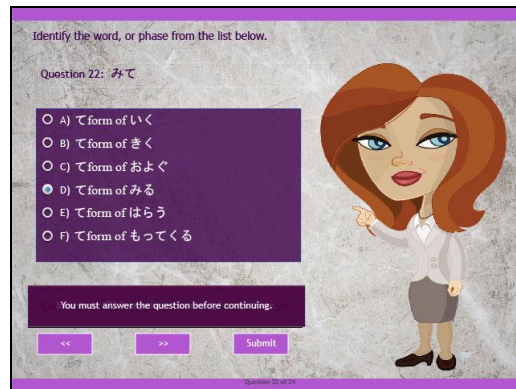 Identify the word, or phase from the list below.
Question 22: みて
A) てform of いく
B) てform of きく
C) てform of およぐ
D) てform of みる
E) てform of はらう
F) てform of もってくる
You must answer the question before continuing.
<<
>>
Submit
Question 22 of 24